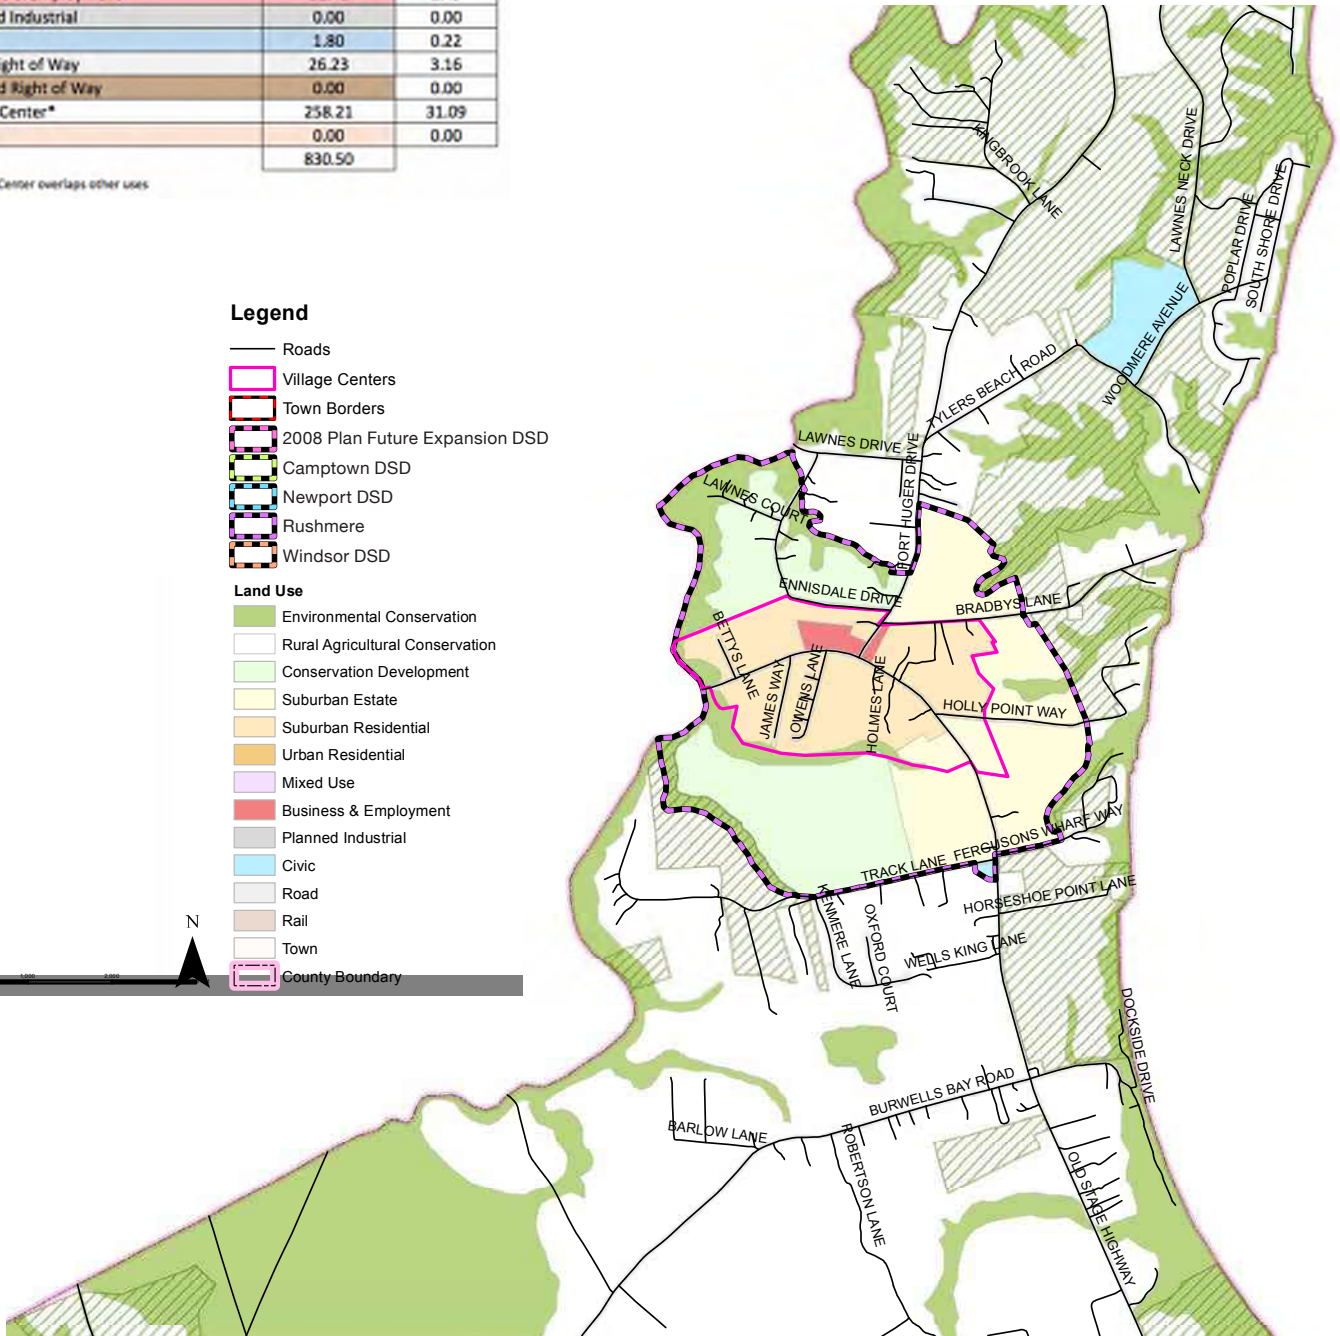 d Industrial 0.00 0.00
1.80 0.22
ight of Way 26.23 3.16
d Right of Way 0.00 0.00
Center* 258.21 31.09
0.00 0.00
830.50
Center overlaps other uses
Legend
Roads
Village Centers
Town Borders
2008 Plan Future Expansion DSD
Camptown DSD
Newport DSD
Rushmere
Windsor DSD
Land Use
Environmental Conservation
Rural Agricultural Conservation
Conservation Development
Suburban Estate
Suburban Residential
Urban Residential
Mixed Use
Business & Employment
Planned Industrial
Civic
Road
Rail
Town
County Boundary
N
1,000 2,000
KINGBROOK LANE
LAWNES NECK DRIVE
POPLAR DRIVE
SOUTH SHORE DRIVE
WOODMERE AVENUE
TYLERS BEACH ROAD
LAWNES DRIVE
FORT HUGER DRIVE
LAWNES COURT
ENNISDALE DRIVE
BRADBYS LANE
BETTYS LANE
JAMES WAY
OWENS LANE
HOLMES LANE
HOLLY POINT WAY
FERGUSONS WHARF WAY
TRACK LANE
KENMERE LANE
OXFORD COURT
HORSESHOE POINT LANE
WELLS KING LANE
DOCKSIDE DRIVE
BURWELLS BAY ROAD
BARLOW LANE
ROBERTSON LANE
OLD STAGE HIGHWAY